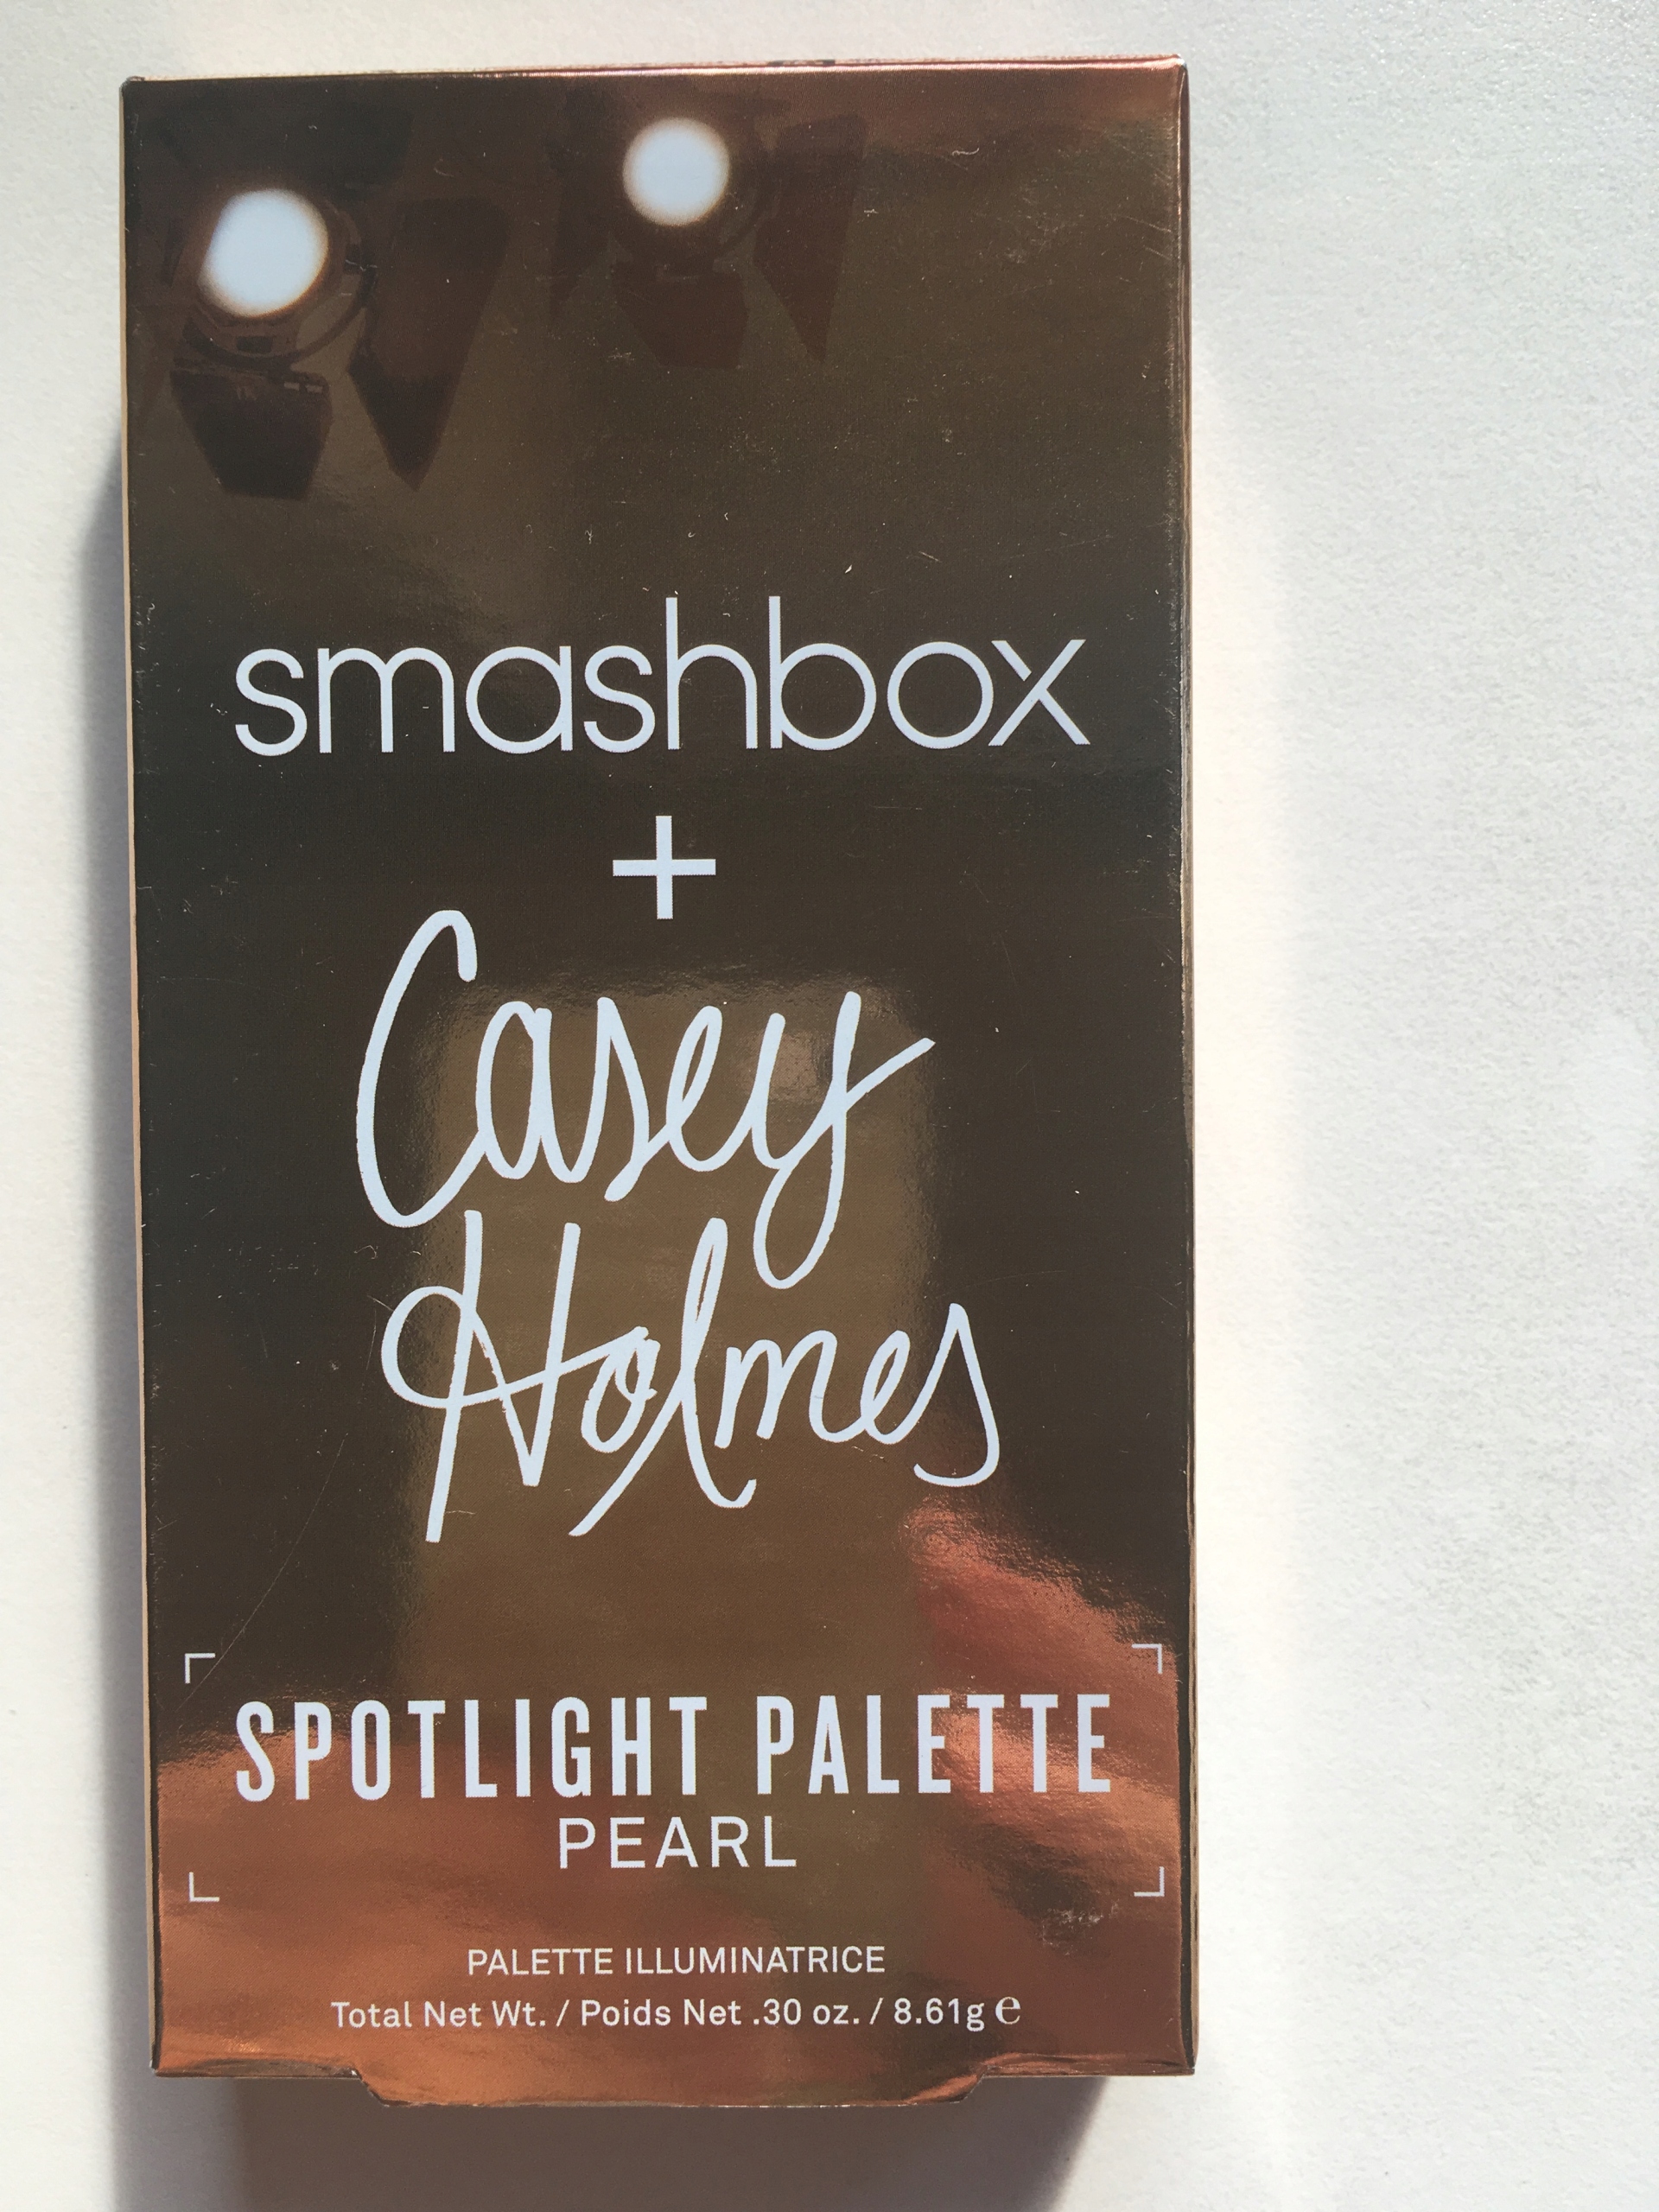 smashbox
+
Casey
Holmes
SPOTLIGHT PALETTE
PEARL
PALETTE ILLUMINATRICE
Total Net Wt. / Poids Net .30 oz. / 8.61g ℮